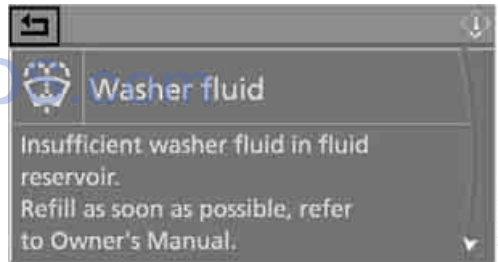 Washer fluid
Insufficient washer fluid in fluid
reservoir.
Refill as soon as possible, refer
to Owner's Manual.